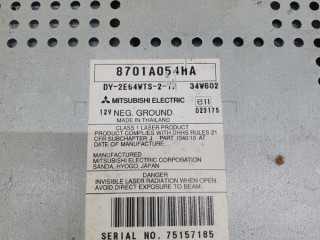 8701A054HA
DY-2E64WTS-2-
34W602
MITSUBISHI ELECTRIC
e11
12V NEG. GROUND
023175
MADE IN THAILAND
CLASS 1 LASER PRODUCT
PRODUCT COMPLIES WITH DHHS RULES 21
CFR SUBCHAPTER J PART 1040.10 AT
DATE OF MANUFACTURE.
MANUFACTURED
MITSUBISHI ELECTRIC CORPORATION
SANDA, HYOGO, JAPAN
DANGER
INVISIBLE LASER RADIATION WHEN OPEN
AVOID DIRECT EXPOSURE TO BEAM.
SERIAL NO. 75157185